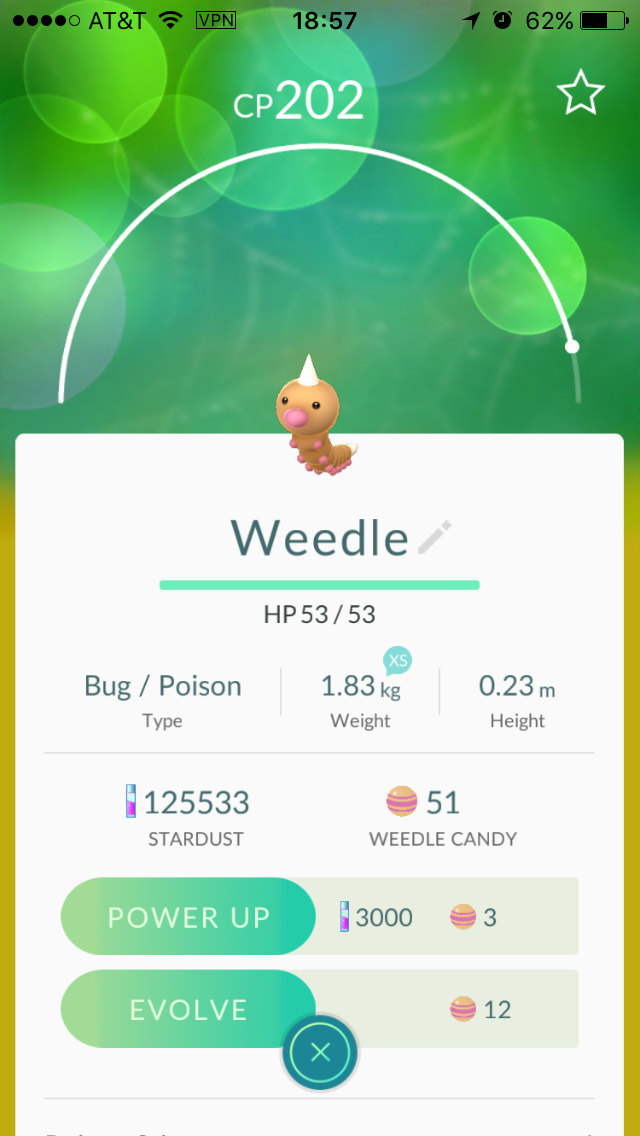 AT&T VPN 18:57 62%
CP202
Weedle
HP 53 / 53
XS
Bug / Poison 1.83 kg 0.23 m
Type Weight Height
125533 51
STARDUST WEEDLE CANDY
POWER UP 3000 3
EVOLVE 12